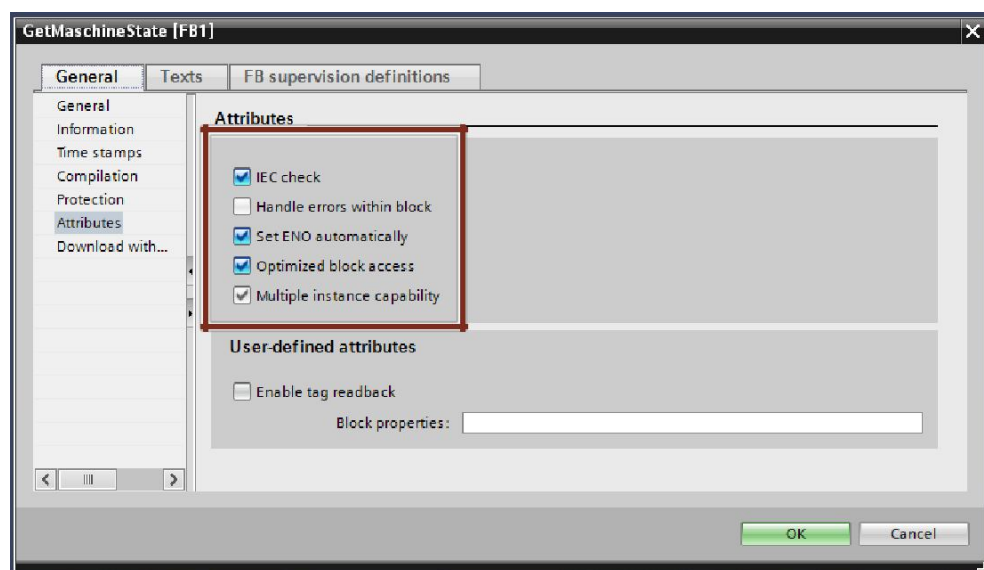 GetMaschineState [FB1]
General Texts FB supervision definitions
General
Information
Time stamps
Compilation
Protection
Attributes
Download with...
Attributes
IEC check
Handle errors within block
Set ENO automatically
Optimized block access
Multiple instance capability
User-defined attributes
Enable tag readback
Block properties:
OK Cancel